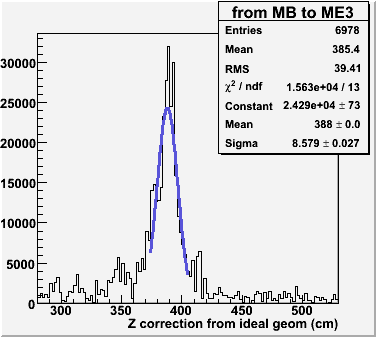 from MB to ME3
Entries 6978
Mean 385.4
RMS 39.41
χ² / ndf 1.563e+04 / 13
Constant 2.429e+04 ± 73
Mean 388 ± 0.0
Sigma 8.579 ± 0.027
30000
25000
20000
15000
10000
5000
0
300 350 400 450 500
Z correction from ideal geom (cm)